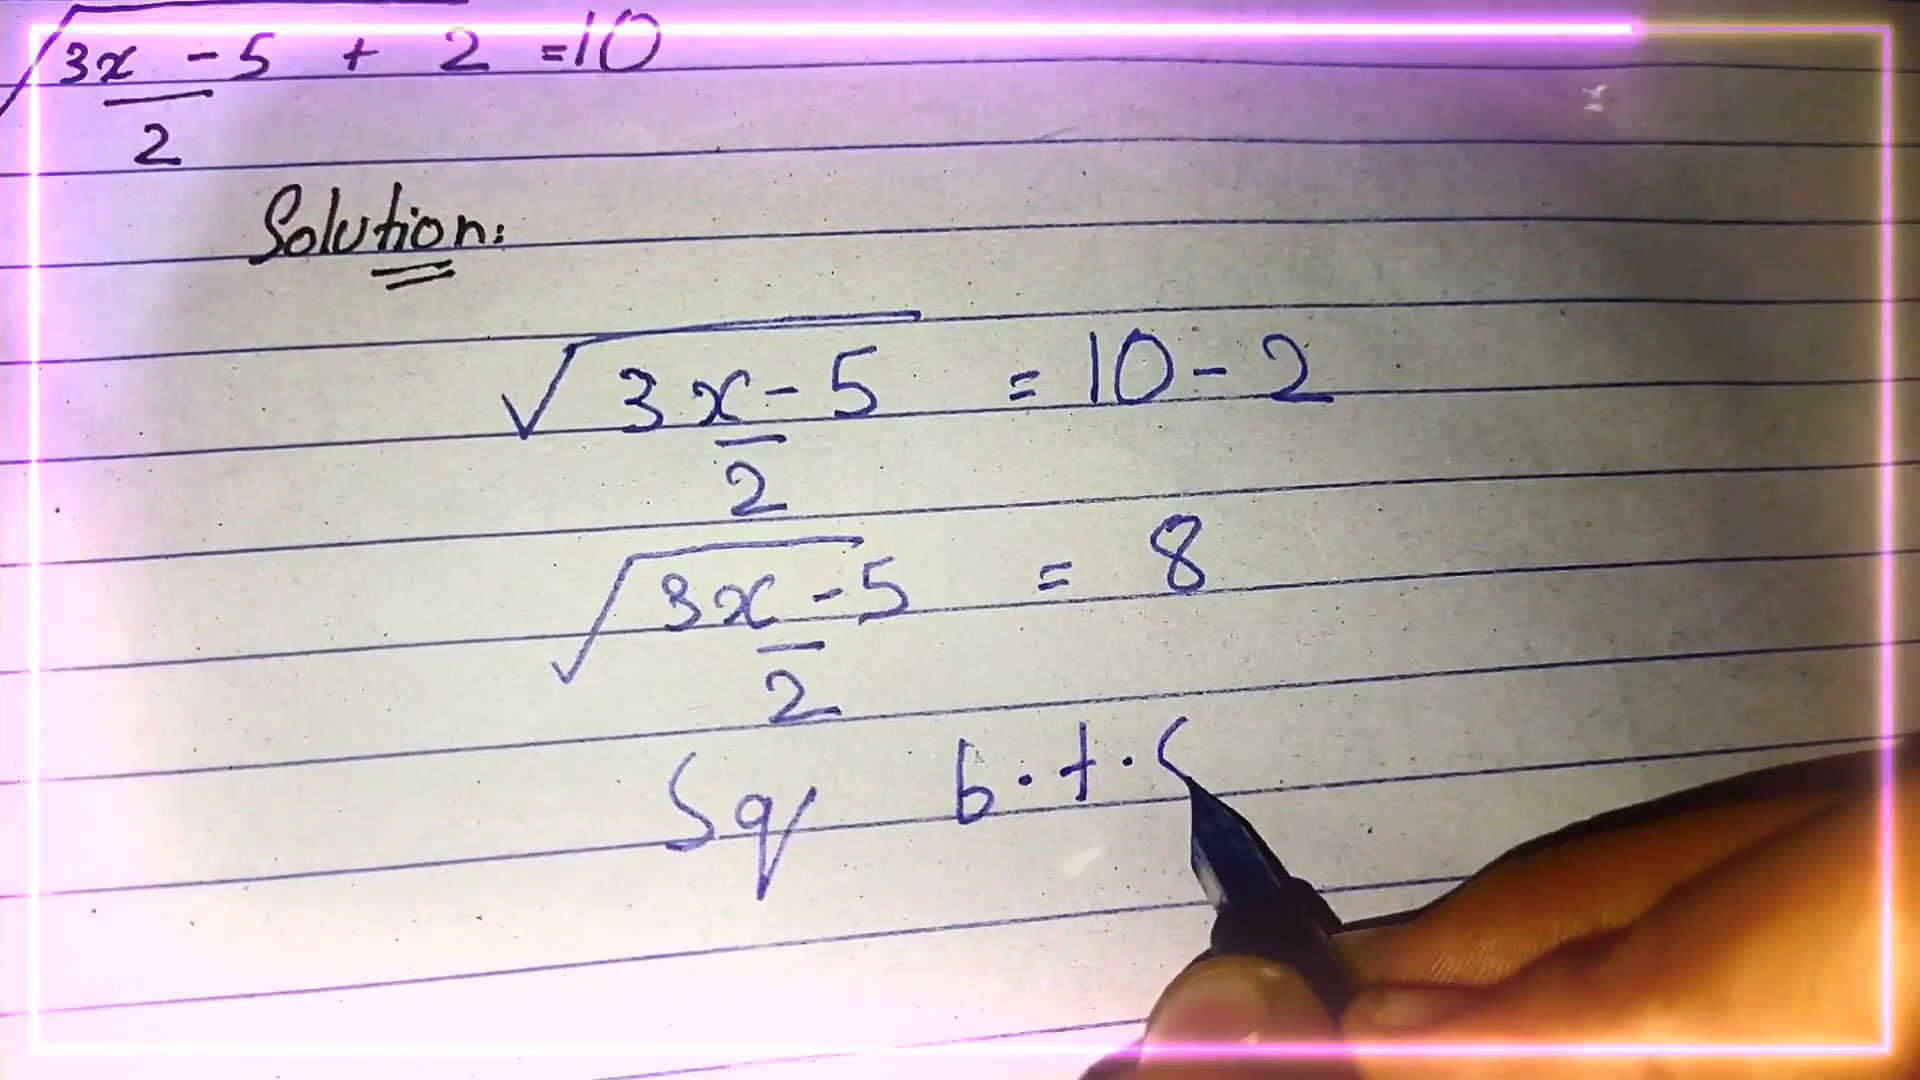 √3x - 5 + 2 = 10
2
Solution:
√3x - 5 = 10 - 2
2
√3x - 5 = 8
2
Sq b.t.s